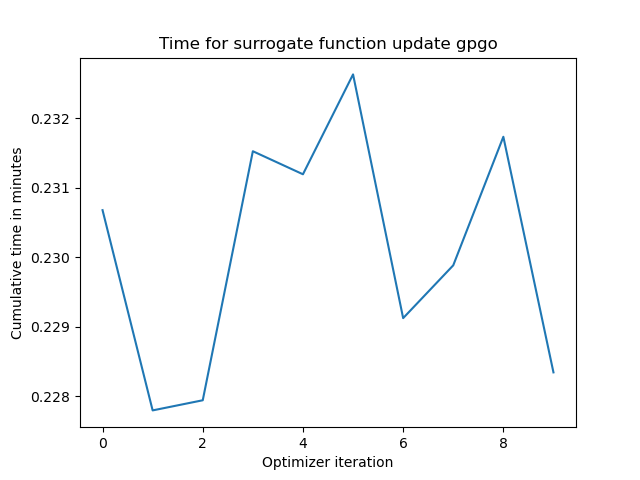 Time for surrogate function update gpgo
Cumulative time in minutes
0.232
0.231
0.230
0.229
0.228
0 2 4 6 8
Optimizer iteration